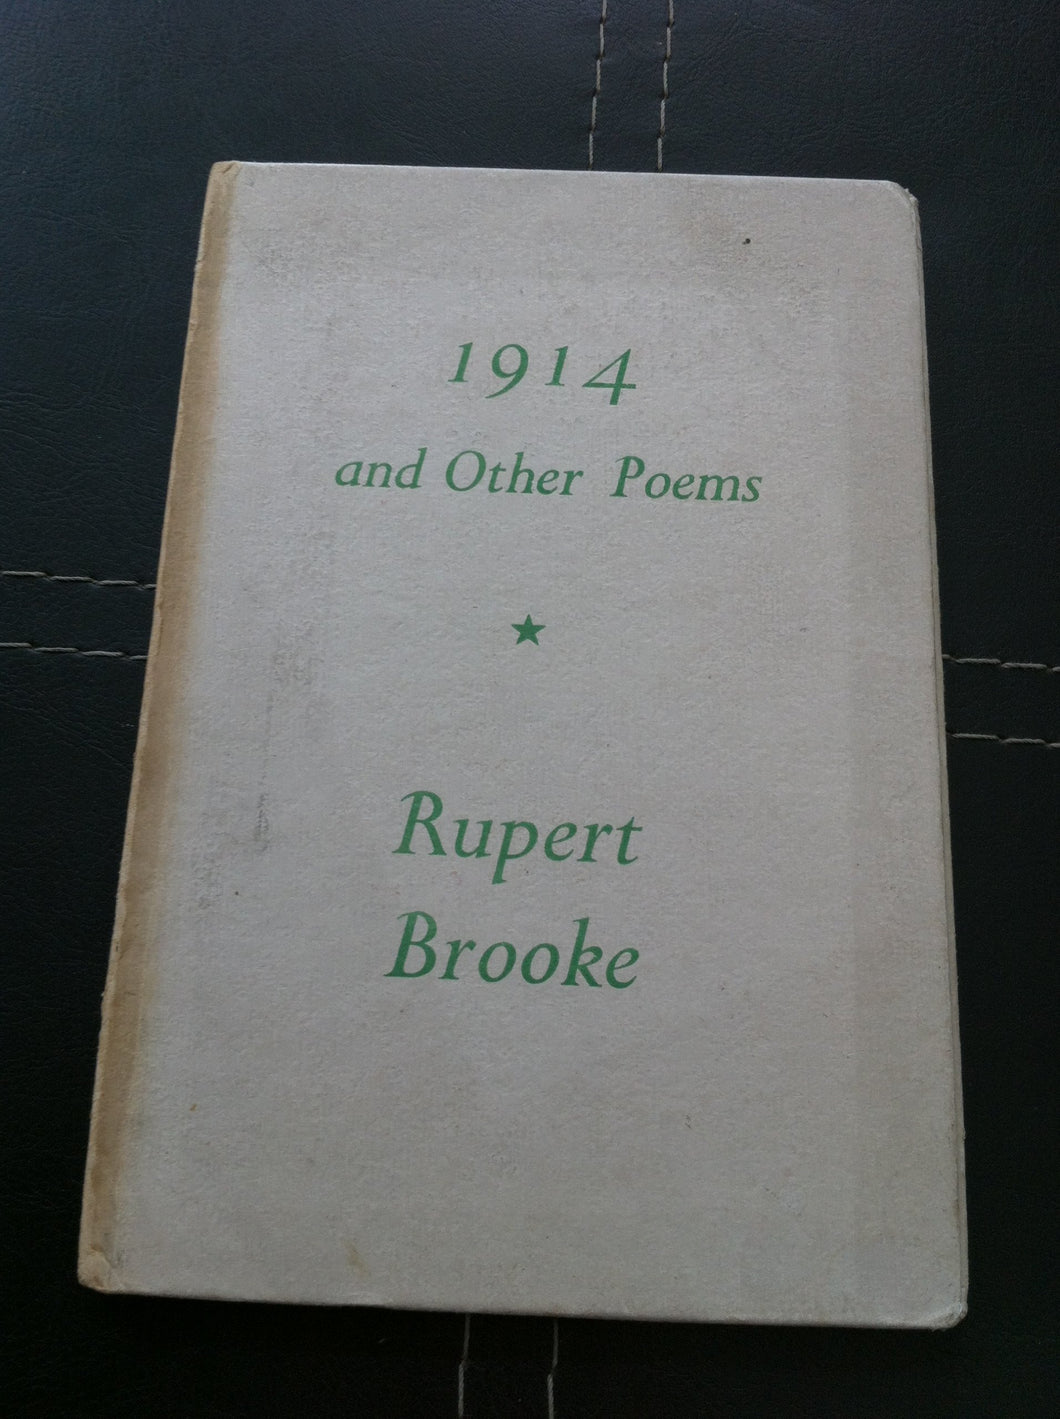 1914
and Other Poems
Rupert
Brooke